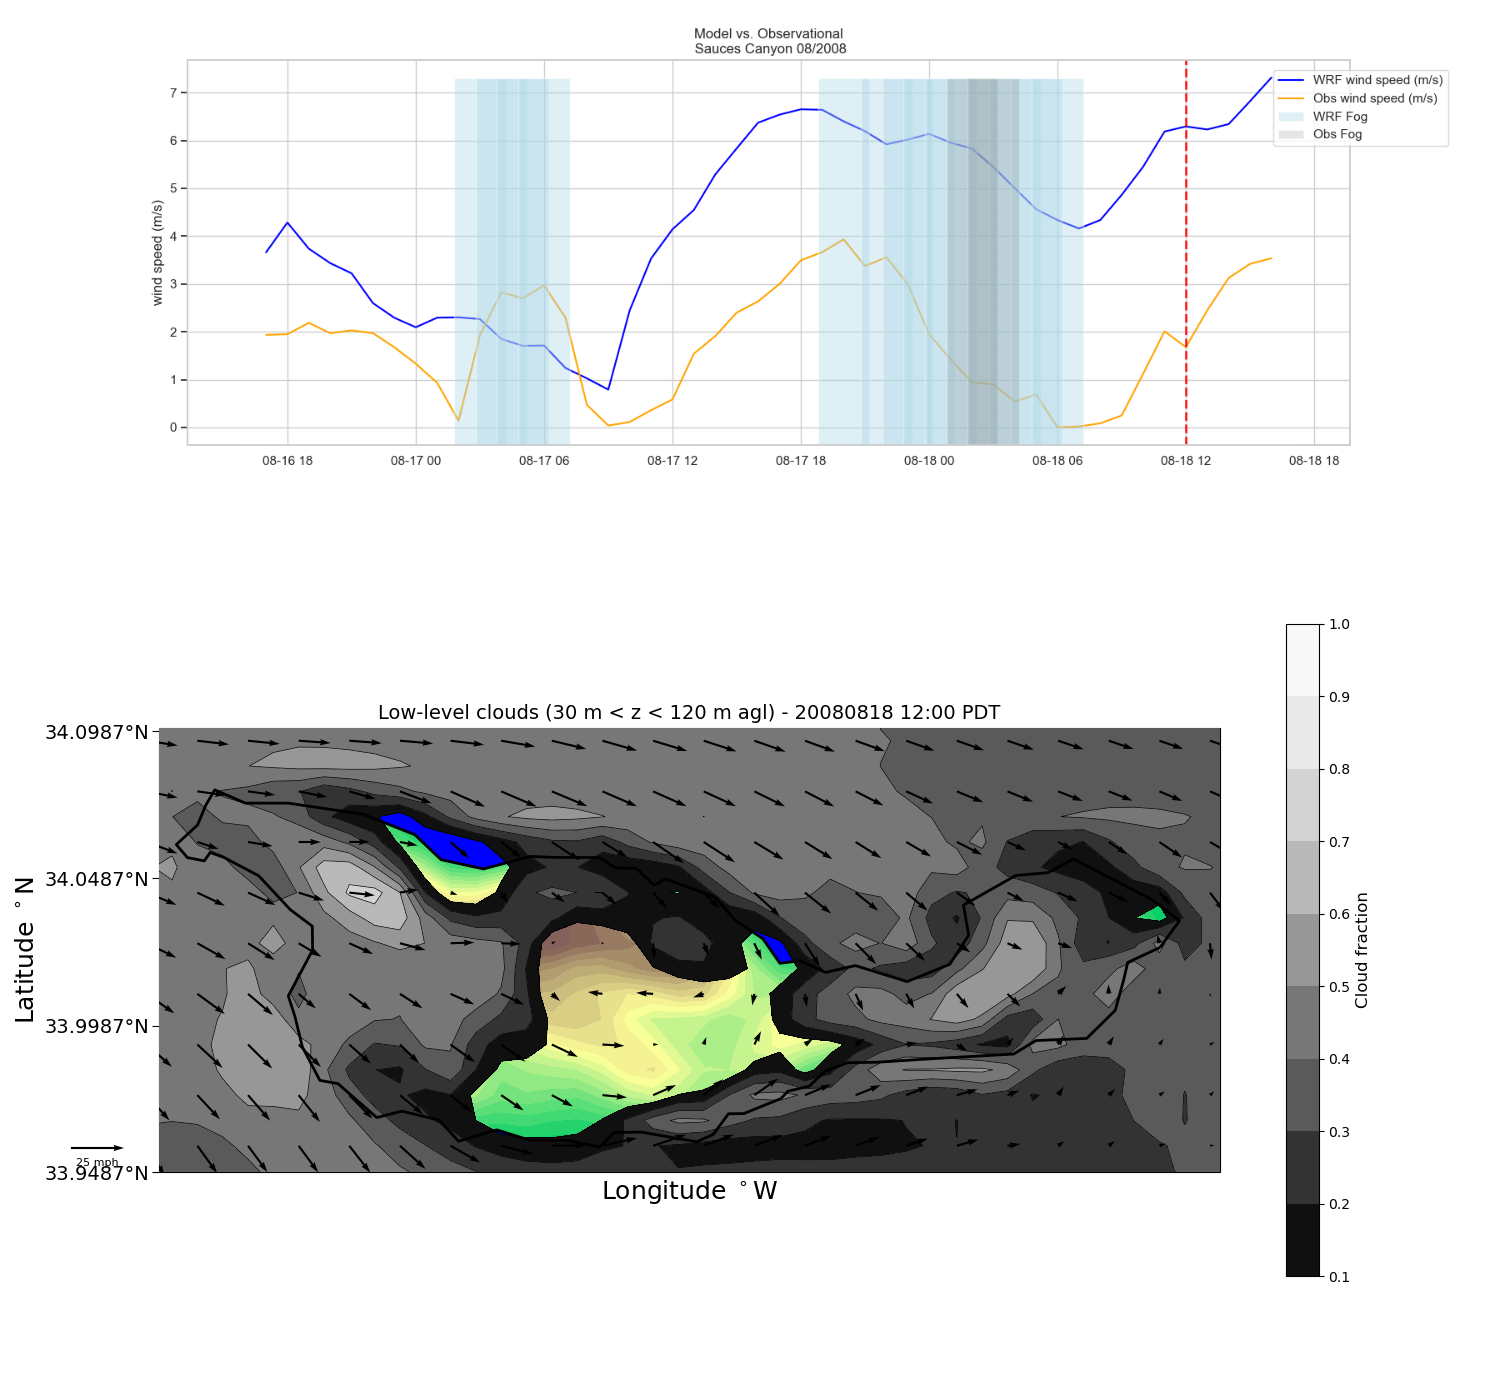 Model vs. Observational
Sauces Canyon 08/2008
WRF wind speed (m/s)
Obs wind speed (m/s)
WRF Fog
Obs Fog
wind speed (m/s)
7
6
5
4
3
2
1
0
08-16 18
08-17 00
08-17 06
08-17 12
08-17 18
08-18 00
08-18 06
08-18 12
08-18 18
Low-level clouds (30 m < z < 120 m agl) - 20080818 12:00 PDT
34.0987°N
34.0487°N
33.9987°N
33.9487°N
Latitude °N
Longitude °W
25 mph
1.0
0.9
0.8
0.7
0.6
0.5
0.4
0.3
0.2
0.1
Cloud fraction